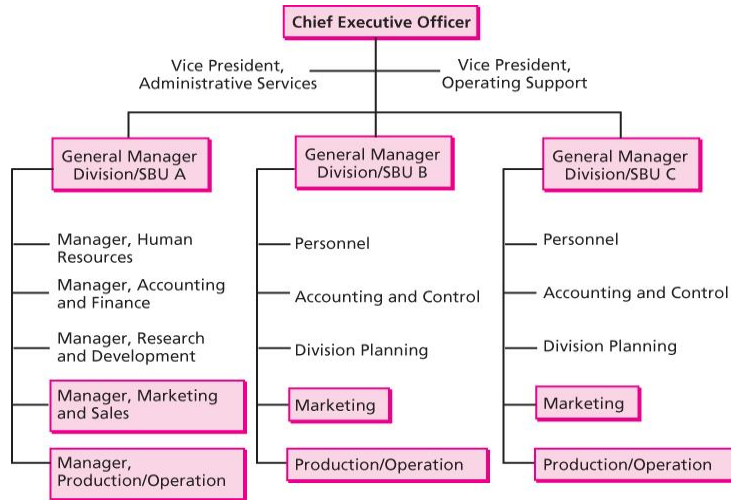 Chief Executive Officer
Vice President,
Administrative Services
Vice President,
Operating Support
General Manager
Division/SBU A
Manager, Human
Resources
Manager, Accounting
and Finance
Manager, Research
and Development
Manager, Marketing
and Sales
Manager,
Production/Operation
General Manager
Division/SBU B
Personnel
Accounting and Control
Division Planning
Marketing
Production/Operation
General Manager
Division/SBU C
Personnel
Accounting and Control
Division Planning
Marketing
Production/Operation